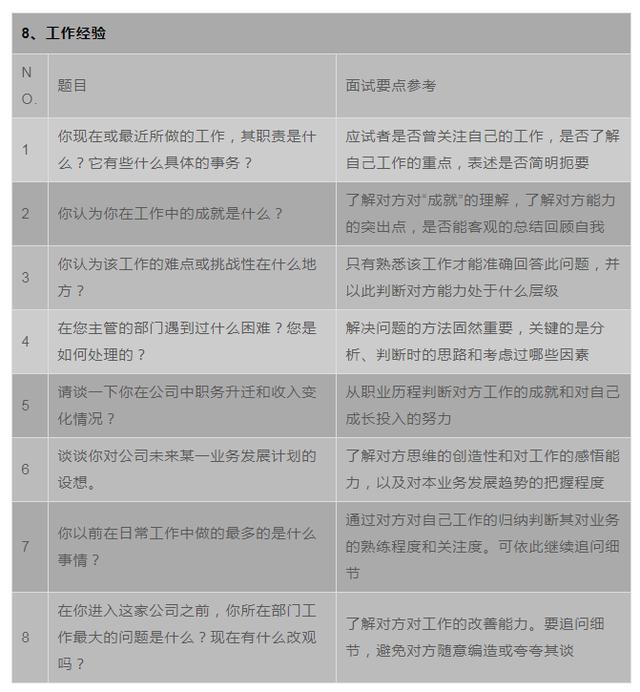 8、工作经验
N
O.
题目
面试要点参考
1
你现在或最近所做的工作，其职责是什
么？它有些什么具体的事务？
应试者是否曾关注自己的工作，是否了解
自己工作的重点，表述是否简明扼要
2
你认为你在工作中的成就是什么？
了解对方对“成就”的理解，了解对方能力
的突出点，是否能客观的总结回顾自我
3
你认为该工作的难点或挑战性在什么地
方？
只有熟悉该工作才能准确回答此问题，并
以此判断对方能力处于什么层级
4
在您主管的部门遇到过什么困难？您是
如何处理的？
解决问题的方法固然重要，关键的是分
析、判断时的思路和考虑过哪些因素
5
请谈一下你在公司中职务升迁和收入变
化情况？
从职业历程判断对方工作的成就和对自己
成长投入的努力
6
谈谈你对公司未来某一业务发展计划的
设想。
了解对方思维的创造性和对工作的感悟能
力，以及对本业务发展趋势的把握程度
7
你以前在日常工作中做的最多的是什么
事情？
通过对方对自己工作的归纳判断其对业务
的熟练程度和关注度。可依此继续追问细
节
8
在你进入这家公司之前，你所在部门工
作最大的问题是什么？现在有什么改观
吗？
了解对方对工作的改善能力。要追问细
节，避免对方随意编造或夸夸其谈